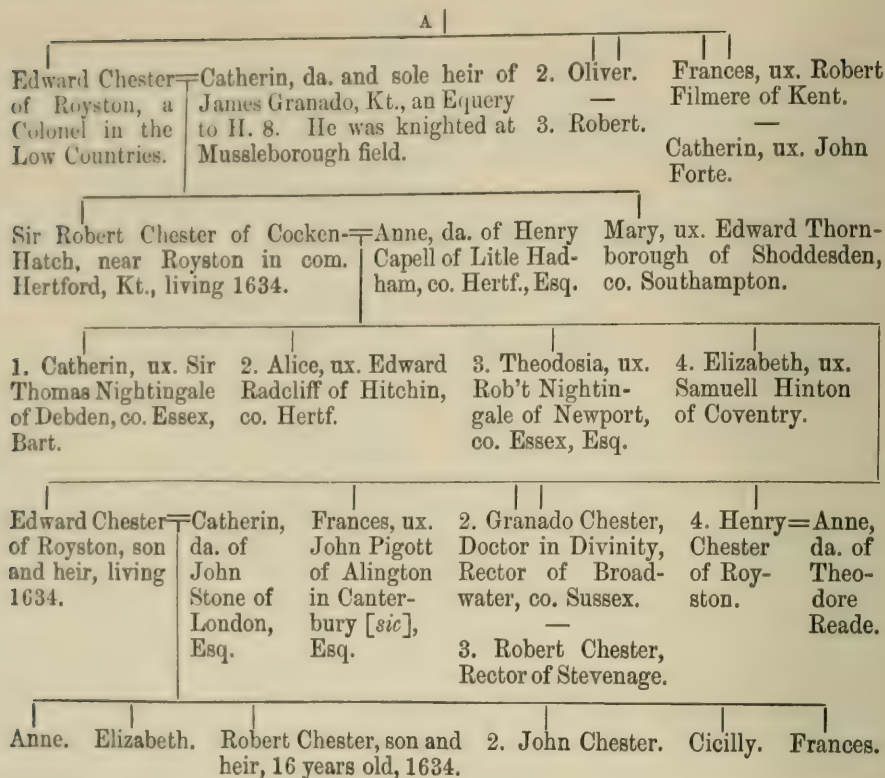 A
Edward Chester=Catherin, da. and sole heir of
of Royston, a James Granado, Kt., an Equery
Colonel in the to H. 8. He was knighted at
Low Countries. Mussleborough field.
2. Oliver.
—
3. Robert.
Frances, ux. Robert
Filmere of Kent.
—
Catherin, ux. John
Forte.
Sir Robert Chester of Cocken-=Anne, da. of Henry
Hatch, near Royston in com. Capell of Litle Had-
Hertford, Kt., living 1634. ham, co. Hertf., Esq.
Mary, ux. Edward Thorn-
borough of Shoddesden,
co. Southampton.
1. Catherin, ux. Sir
Thomas Nightingale
of Debden, co. Essex,
Bart.
2. Alice, ux. Edward
Radcliff of Hitchin,
co. Hertf.
3. Theodosia, ux.
Rob't Nightin-
gale of Newport,
co. Essex, Esq.
4. Elizabeth, ux.
Samuell Hinton
of Coventry.
Edward Chester=Catherin,
of Royston, son da. of
and heir, living John
1634. Stone of
London,
Esq.
Frances, ux.
John Pigott
of Alington
in Canter-
bury [sic],
Esq.
2. Granado Chester,
Doctor in Divinity,
Rector of Broad-
water, co. Sussex.
—
3. Robert Chester,
Rector of Stevenage.
4. Henry=Anne,
Chester da. of
of Roy- Theo-
ston. dore
Reade.
Anne. Elizabeth. Robert Chester, son and 2. John Chester. Cicilly. Frances.
heir, 16 years old, 1634.